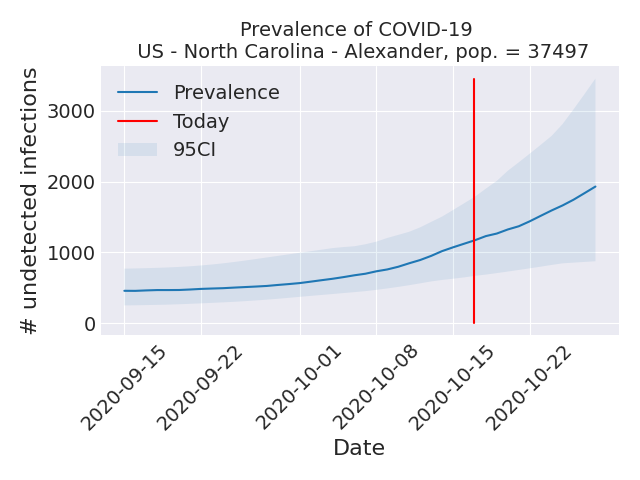 Prevalence of COVID-19
US - North Carolina - Alexander, pop. = 37497
# undetected infections
3000
2000
1000
0
Prevalence
Today
95CI
2020-09-15
2020-09-22
2020-10-01
2020-10-08
2020-10-15
2020-10-22
Date